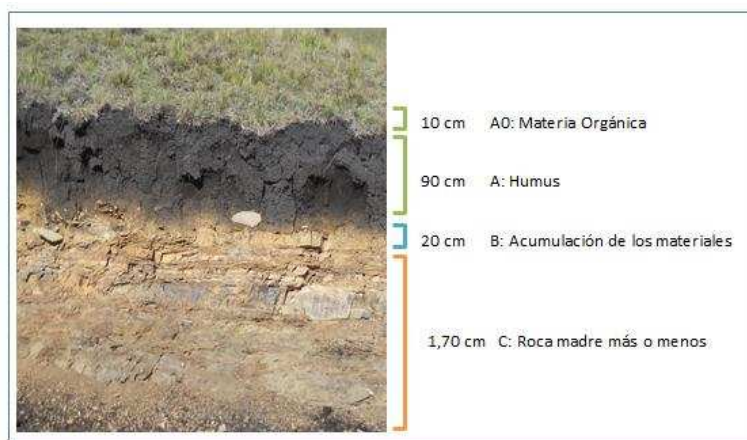 10 cm A0: Materia Orgánica
90 cm A: Humus
20 cm B: Acumulación de los materiales
1,70 cm C: Roca madre más o menos